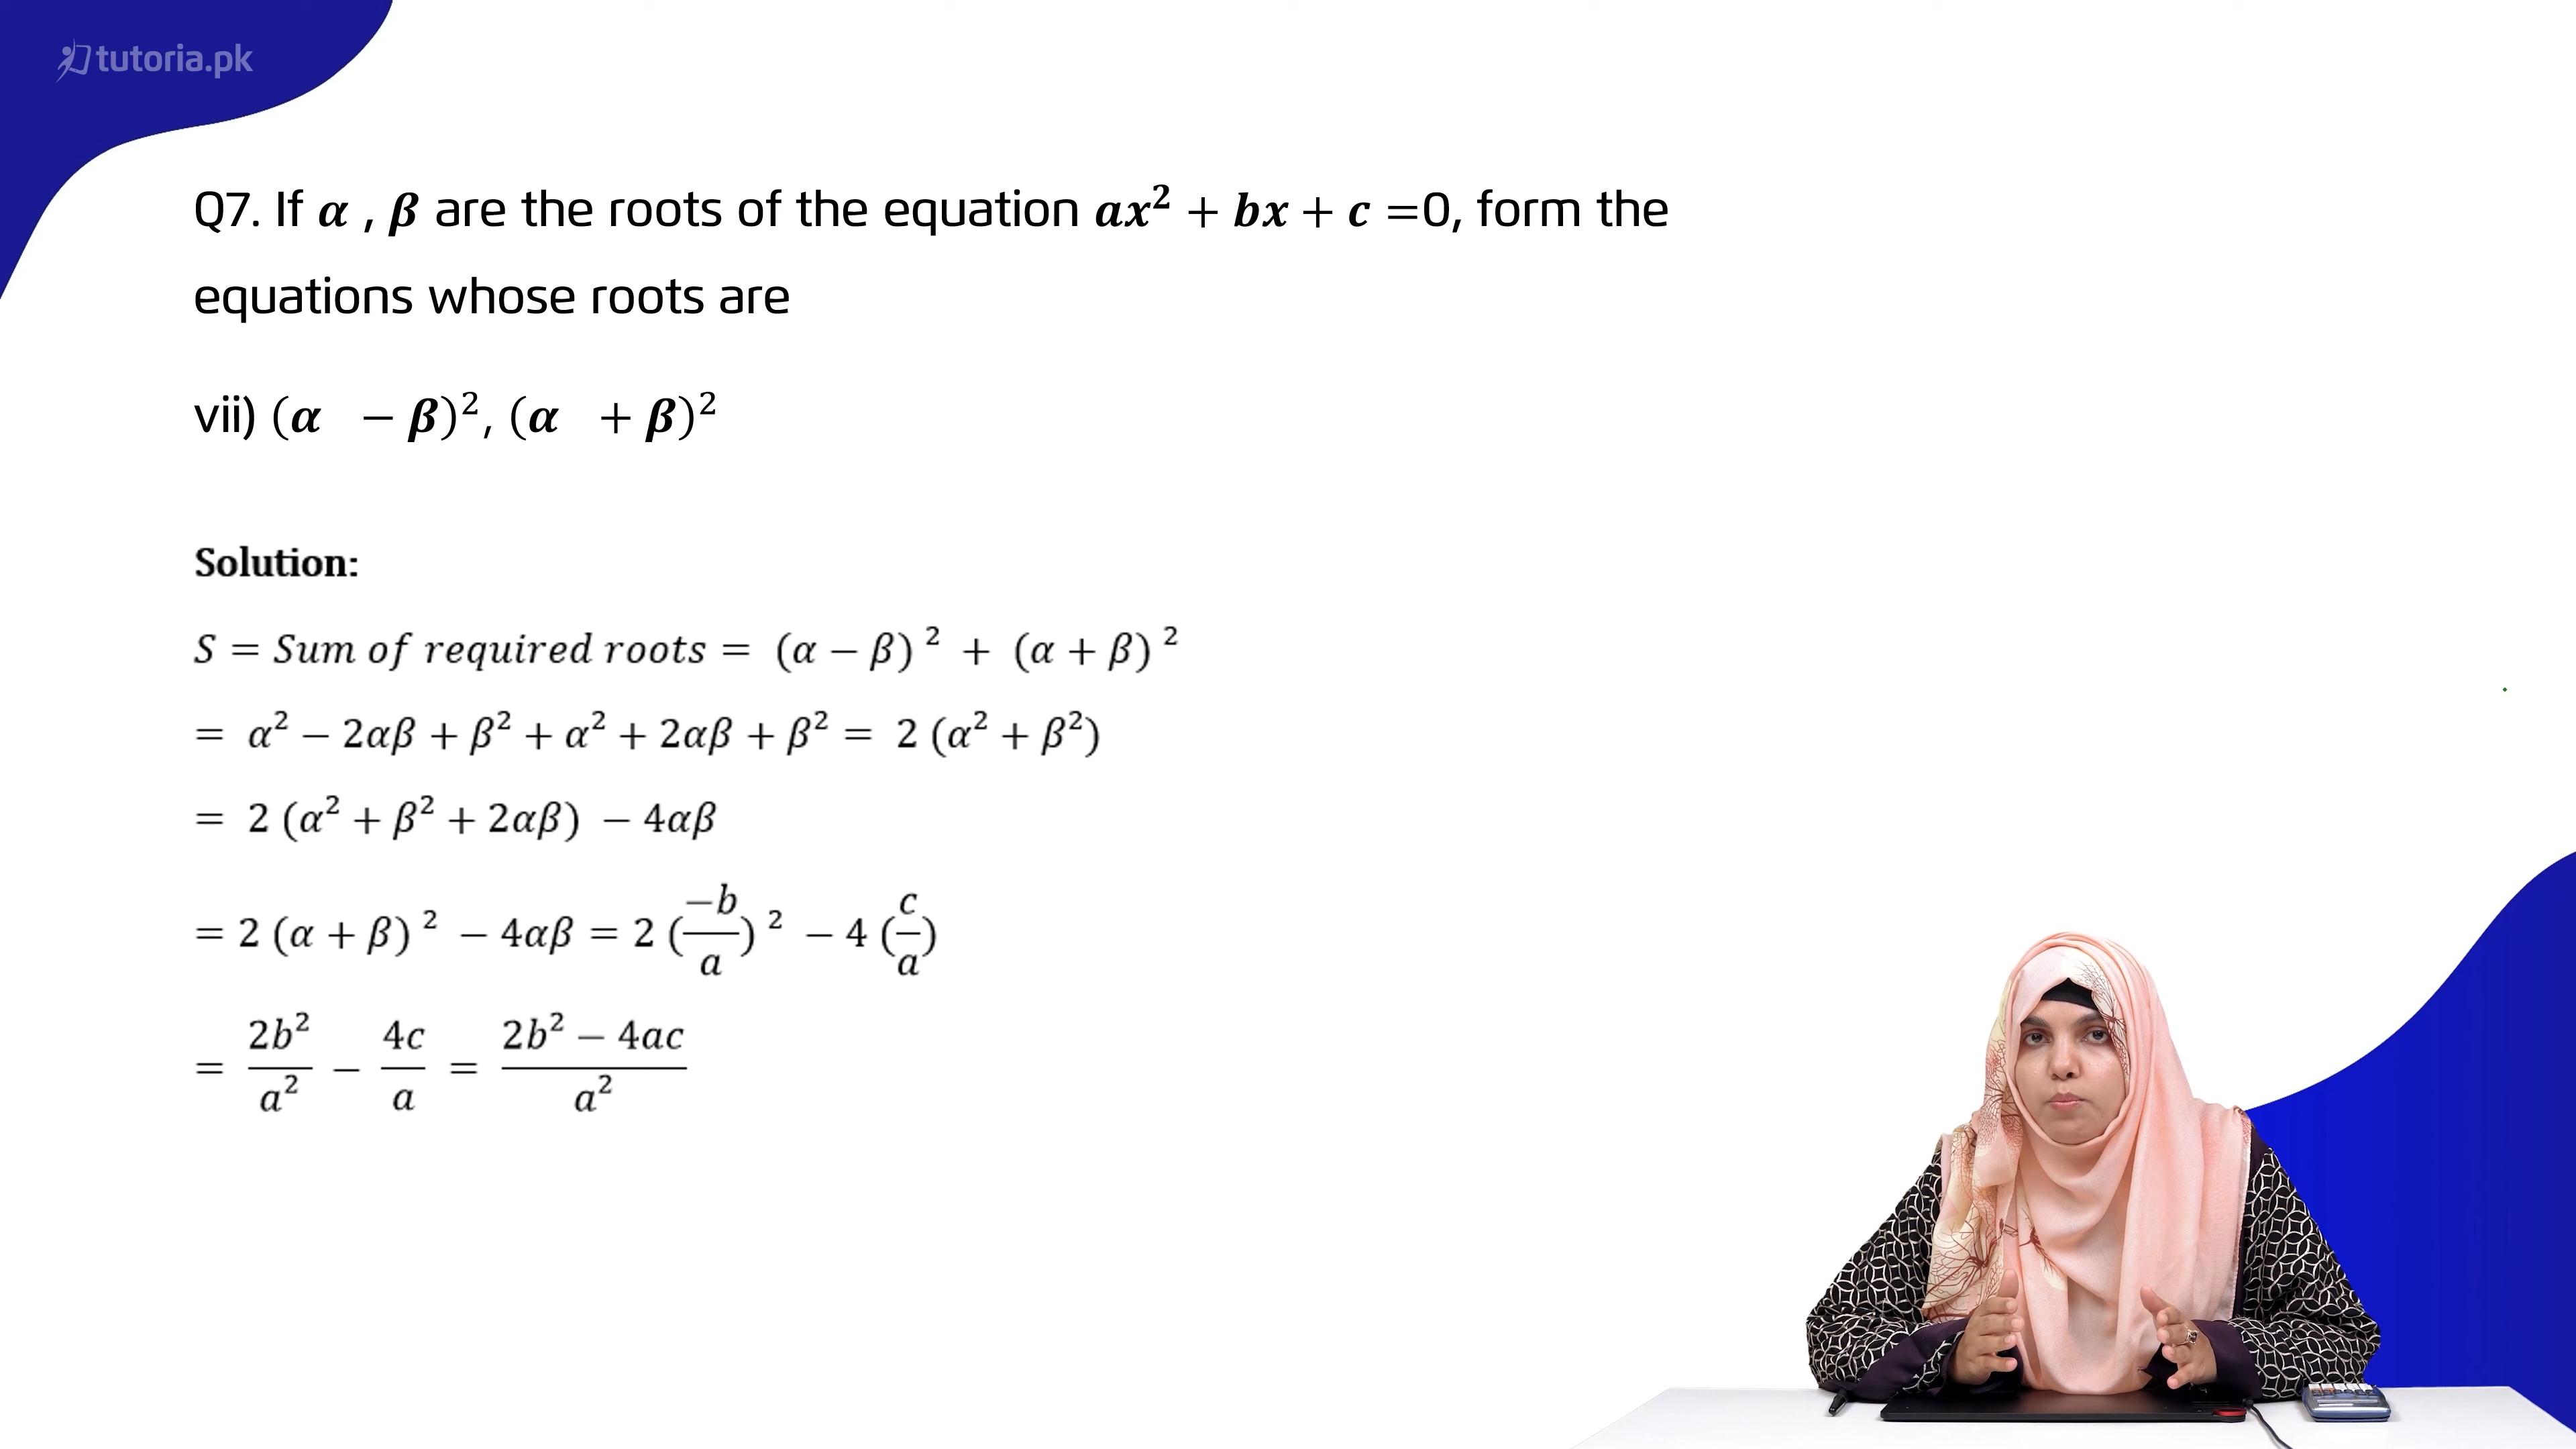 tutoria.pk
Q7. If α , β are the roots of the equation ax² + bx + c =0, form the
equations whose roots are
vii) (α − β)², (α + β)²
Solution:
S = Sum of required roots = (α − β) ² + (α + β) ²
= α² − 2αβ + β² + α² + 2αβ + β² = 2 (α² + β²)
= 2 (α² + β² + 2αβ) − 4αβ
= 2 (α + β) ² − 4αβ = 2 (−b/a) ² − 4 (c/a)
= 2b²/a² − 4c/a = (2b² − 4ac)/a²